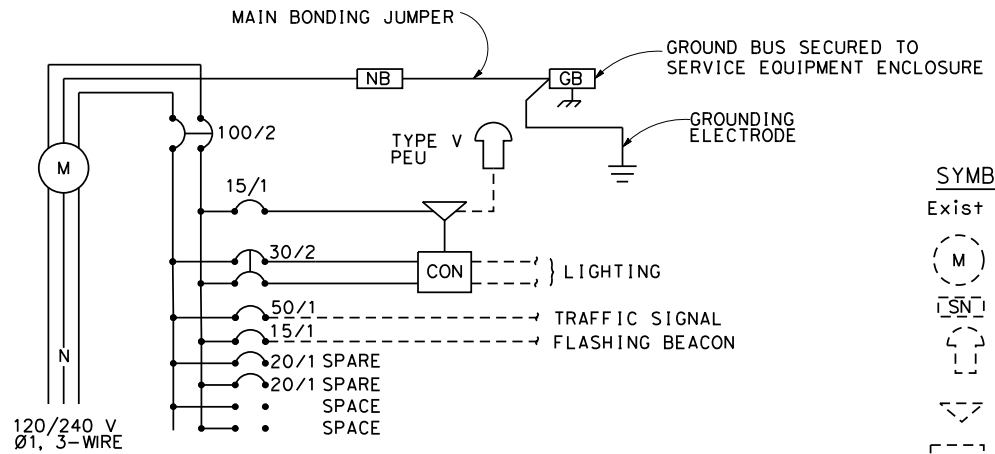 MAIN BONDING JUMPER
GROUND BUS SECURED TO
SERVICE EQUIPMENT ENCLOSURE
NB
GB
GROUNDING
ELECTRODE
100/2
TYPE V
PEU
M
15/1
SYMB
Exist
30/2
CON
LIGHTING
M
50/1
TRAFFIC SIGNAL
SN
15/1
FLASHING BEACON
N
20/1 SPARE
20/1 SPARE
SPACE
SPACE
120/240 V
Ø1, 3-WIRE